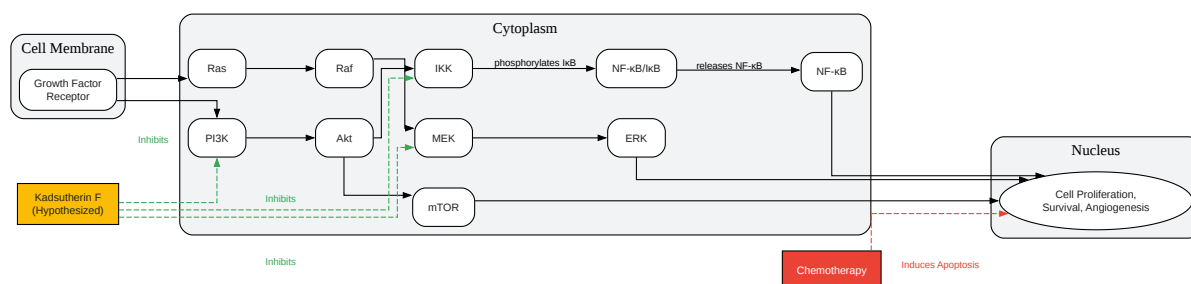 Cytoplasm
Cell Membrane
Growth Factor
Receptor
Ras
Raf
IKK
phosphorylates IκB
NF-κB/IκB
releases NF-κB
NF-κB
Inhibits
PI3K
Akt
MEK
ERK
Nucleus
Kadsutherin F
(Hypothesized)
Inhibits
mTOR
Cell Proliferation,
Survival, Angiogenesis
Inhibits
Chemotherapy
Induces Apoptosis